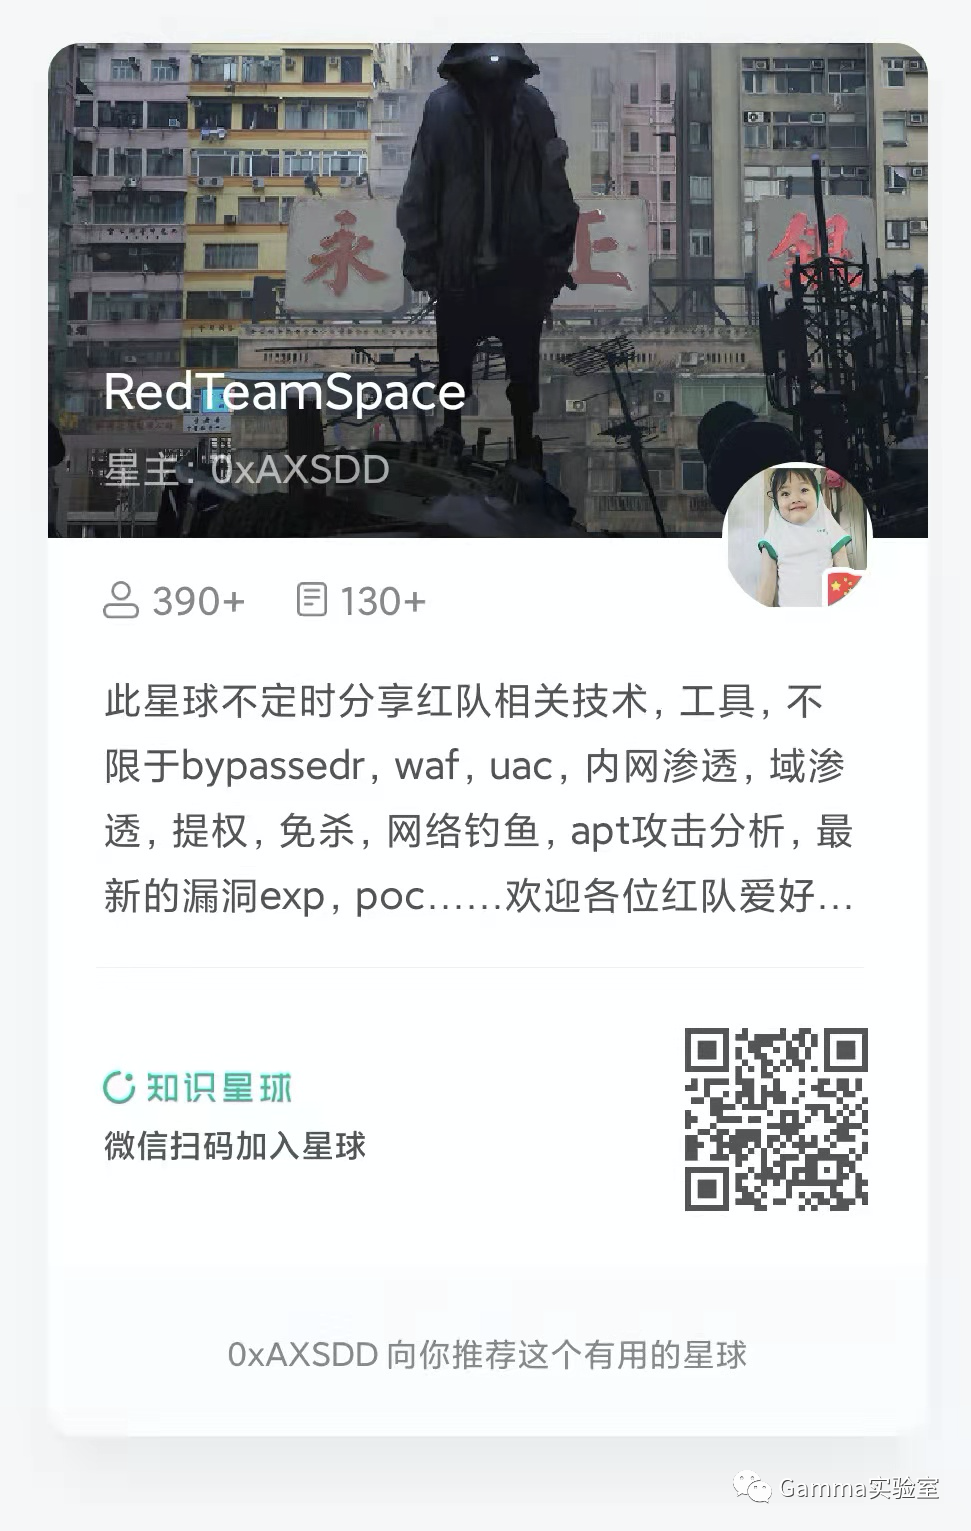 永 正 銀
RedTeamSpace
星主: 0xAXSDD
390+ 130+
此星球不定时分享红队相关技术, 工具, 不
限于bypassedr, waf, uac, 内网渗透, 域渗
透, 提权, 免杀, 网络钓鱼, apt攻击分析, 最
新的漏洞exp, poc......欢迎各位红队爱好...
知识星球
微信扫码加入星球
0xAXSDD 向你推荐这个有用的星球
Gamma实验室